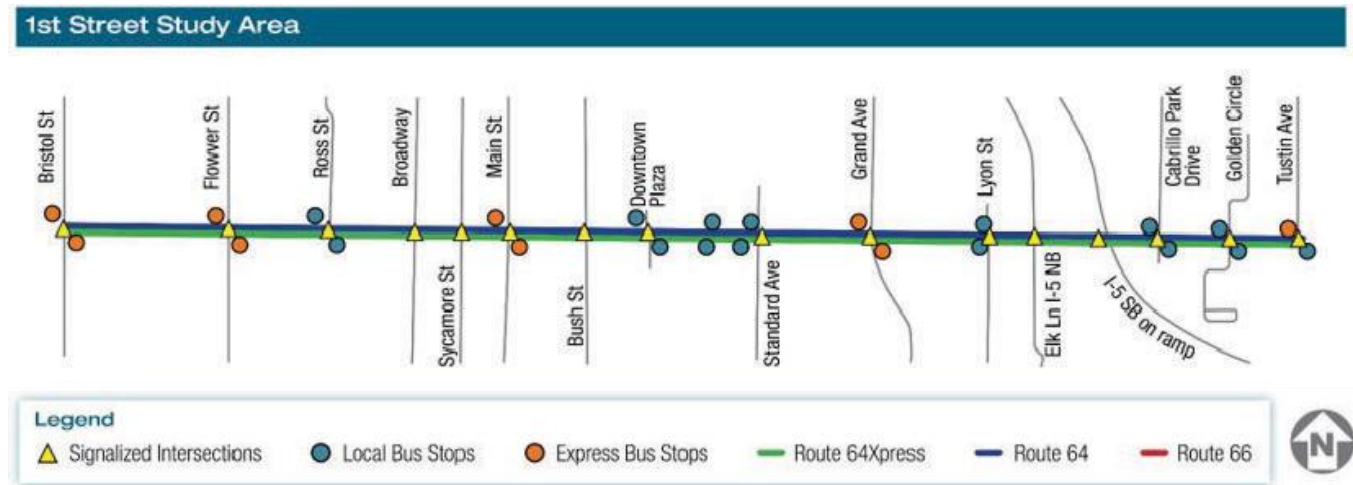 1st Street Study Area
Bristol St
Flowver St
Ross St
Broadway
Sycamore St
Main St
Bush St
Downtown
Plaza
Standard Ave
Grand Ave
Lyon St
Elk Ln I-5 NB
I-5 SB on ramp
Cabrillo Park
Drive
Golden Circle
Tustin Ave
Legend
Signalized Intersections
Local Bus Stops
Express Bus Stops
Route 64Xpress
Route 64
Route 66
N